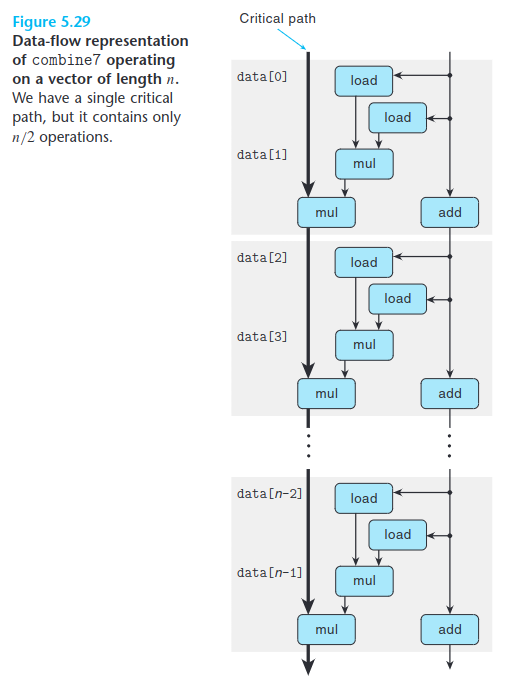 Figure 5.29
Data-flow representation
of combine7 operating
on a vector of length n.
We have a single critical
path, but it contains only
n/2 operations.
Critical path
data[0]
load
load
data[1]
mul
mul
add
data[2]
load
load
data[3]
mul
mul
add
data[n-2]
load
load
data[n-1]
mul
mul
add